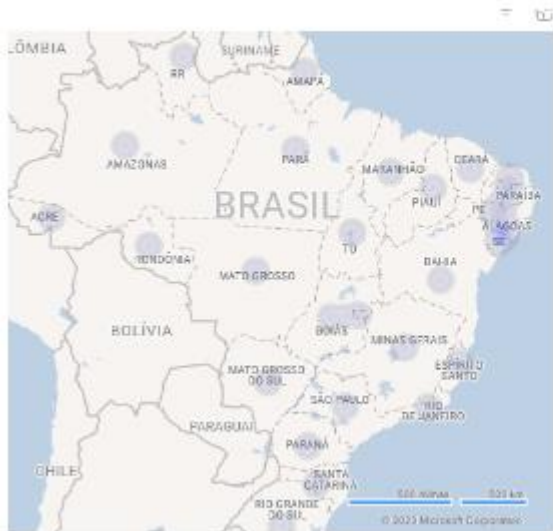 SURINAME
RR
AMAPÁ
AMAZONAS
PARÁ
MARANHÃO
CEARÁ
PARAÍBA
PIAUÍ
PE
ALAGOAS
BRASIL
ACRE
RONDÔNIA
TO
MATO GROSSO
BAHIA
BOLÍVIA
GOIÁS
MINAS GERAIS
ESPÍRITO
SANTO
MATO GROSSO
DO SUL
SÃO PAULO
RIO
DE JANEIRO
PARAGUAI
PARANÁ
CHILE
SANTA
CATARINA
RIO GRANDE
DO SUL
500 km
© 2023 Microsoft Corporation